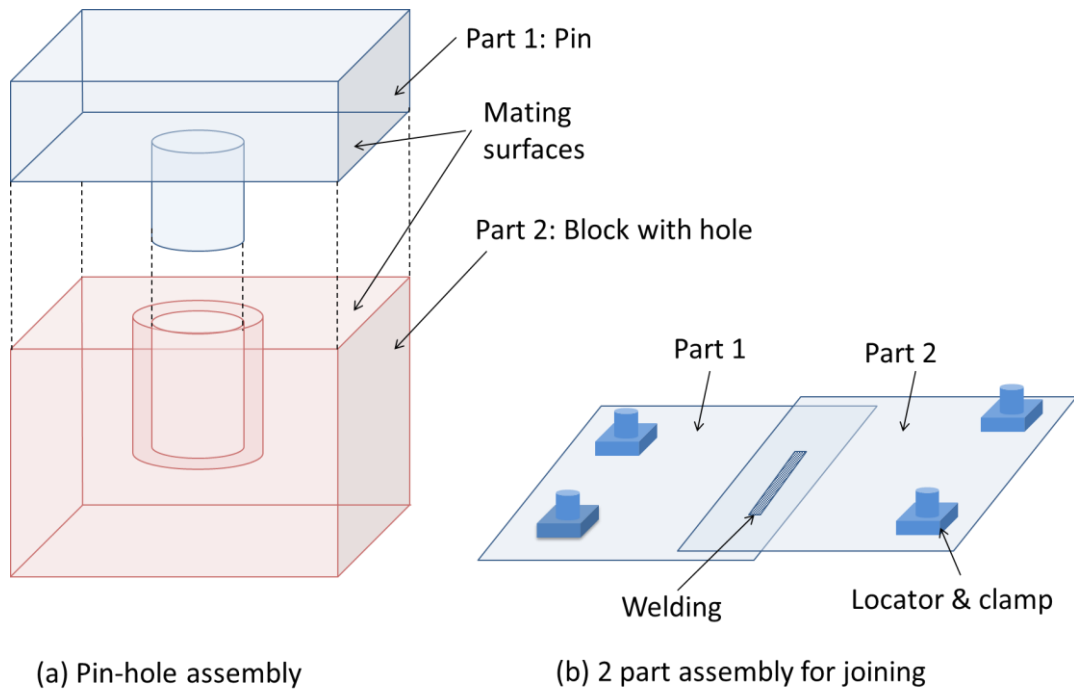 Part 1: Pin
Mating
surfaces
Part 2: Block with hole
Part 1
Part 2
Welding
Locator & clamp
(a) Pin-hole assembly
(b) 2 part assembly for joining